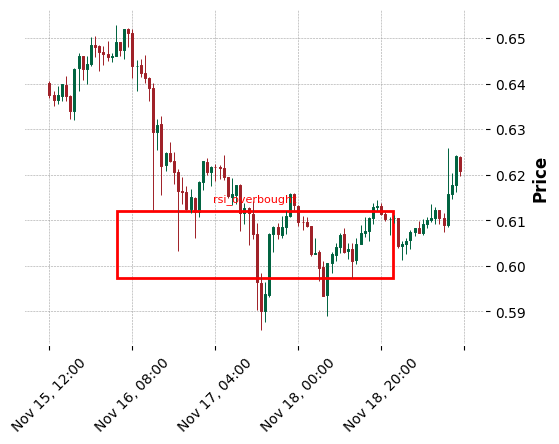 0.65
0.64
0.63
0.62
0.61
0.60
0.59
Price
rsi_overbought
Nov 15, 12:00
Nov 16, 08:00
Nov 17, 04:00
Nov 18, 00:00
Nov 18, 20:00